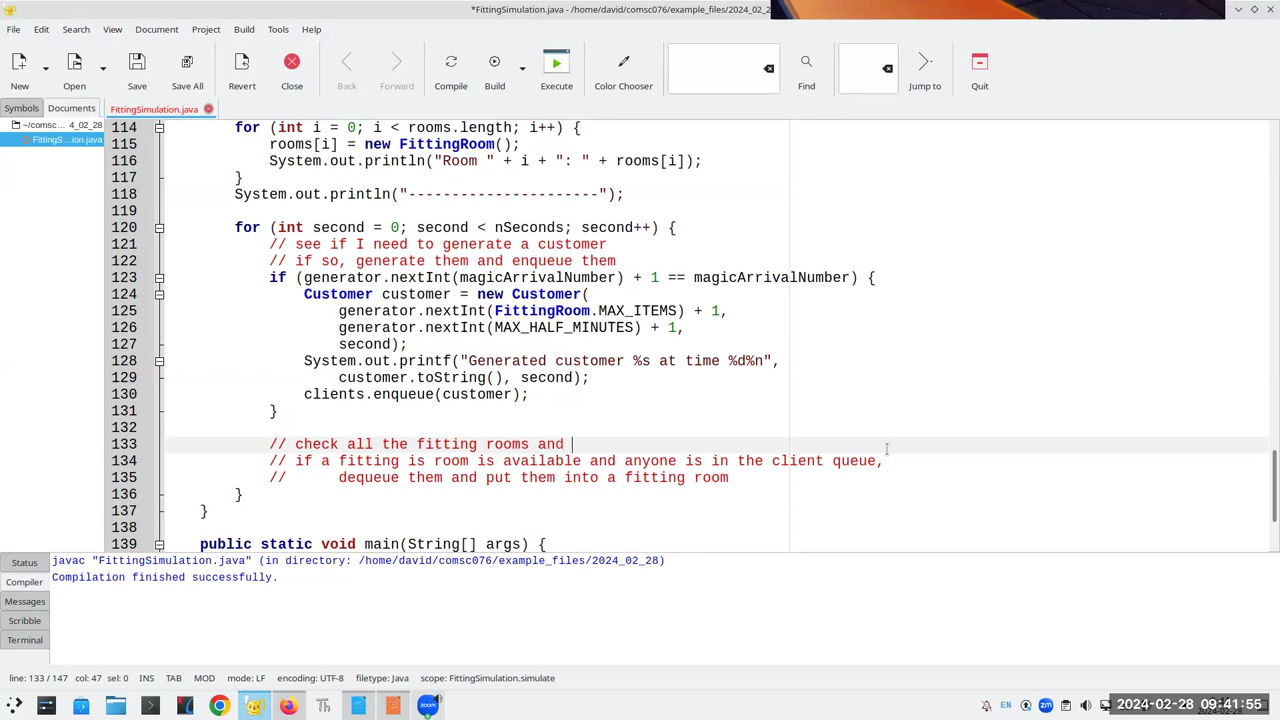 *FittingSimulation.java - /home/david/comsc076/example_files/2024_02_2
File Edit Search View Document Project Build Tools Help
New Open Save Save All Revert Close Back Forward Compile Build Execute Color Chooser Find Jump to Quit
Symbols Documents FittingSimulation.java
~/comsc... 4_02_28
FittingS...ion.java
114 for (int i = 0; i < rooms.length; i++) {
115 rooms[i] = new FittingRoom();
116 System.out.println("Room " + i + ": " + rooms[i]);
117 }
118 System.out.println("----------------------");
119
120 for (int second = 0; second < nSeconds; second++) {
121 // see if I need to generate a customer
122 // if so, generate them and enqueue them
123 if (generator.nextInt(magicArrivalNumber) + 1 == magicArrivalNumber) {
124 Customer customer = new Customer(
125 generator.nextInt(FittingRoom.MAX_ITEMS) + 1,
126 generator.nextInt(MAX_HALF_MINUTES) + 1,
127 second);
128 System.out.printf("Generated customer %s at time %d%n",
129 customer.toString(), second);
130 clients.enqueue(customer);
131 }
132
133 // check all the fitting rooms and
134 // if a fitting is room is available and anyone is in the client queue,
135 // dequeue them and put them into a fitting room
136 }
137 }
138
139 public static void main(String[] args) {
Status
Compiler
Messages
Scribble
Terminal
javac "FittingSimulation.java" (in directory: /home/david/comsc076/example_files/2024_02_28)
Compilation finished successfully.
line: 133 / 147 col: 47 sel: 0 INS TAB MOD mode: LF encoding: UTF-8 filetype: Java scope: FittingSimulation.simulate
zoom EN zm 2024-02-28 09:41:55